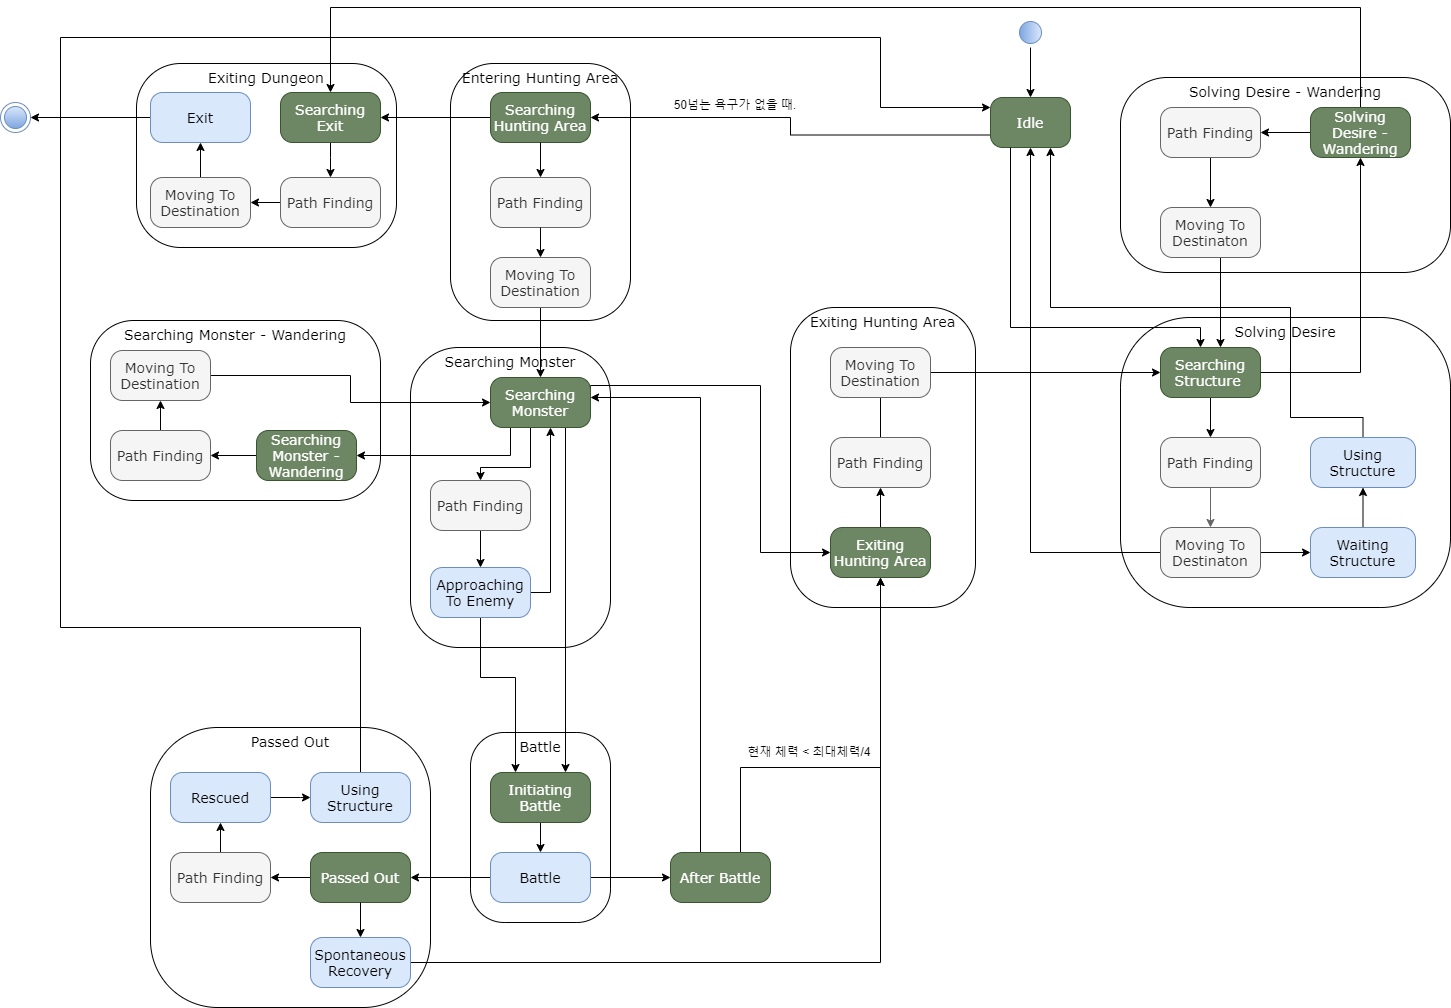 Exiting Dungeon
Exit
Searching
Exit
Moving To
Destination
Path Finding
Entering Hunting Area
Searching
Hunting Area
Path Finding
Moving To
Destination
50넘는 욕구가 없을 때.
Idle
Solving Desire - Wandering
Path Finding
Solving
Desire -
Wandering
Moving To
Destinaton
Searching Monster - Wandering
Moving To
Destination
Path Finding
Searching
Monster -
Wandering
Searching Monster
Searching
Monster
Path Finding
Approaching
To Enemy
Exiting Hunting Area
Moving To
Destination
Path Finding
Exiting
Hunting Area
Solving Desire
Searching
Structure
Path Finding
Using
Structure
Moving To
Destinaton
Waiting
Structure
Passed Out
Rescued
Using
Structure
Path Finding
Passed Out
Spontaneous
Recovery
Battle
Initiating
Battle
Battle
After Battle
현재 체력 < 최대체력/4